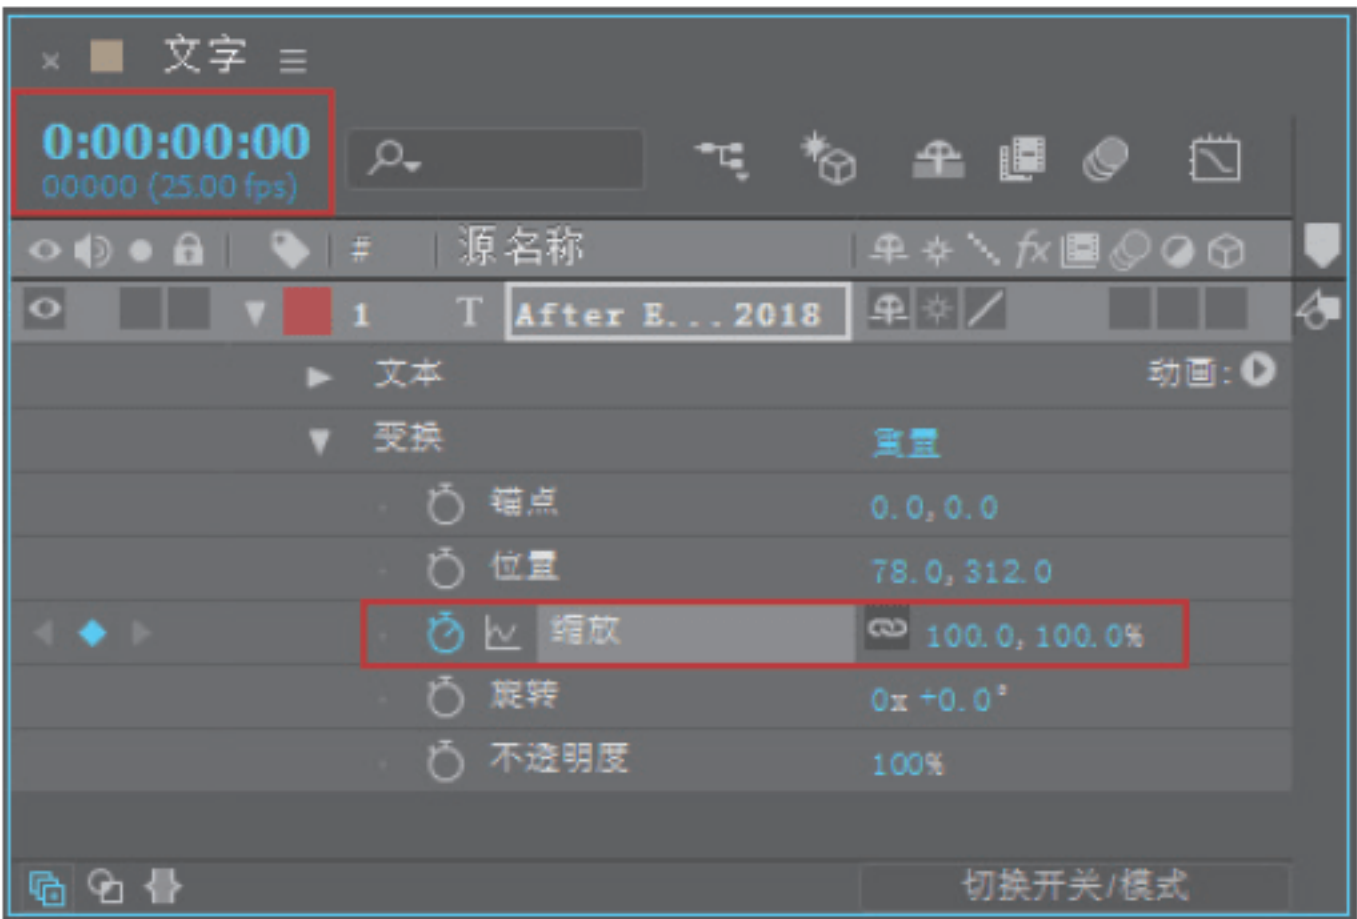 文字
0:00:00:00
00000 (25.00 fps)
# 源名称 fx
1 T After E...2018
文本 动画:
变换 重置
锚点 0.0, 0.0
位置 78.0, 312.0
缩放 100.0, 100.0%
旋转 0x +0.0°
不透明度 100%
切换开关/模式